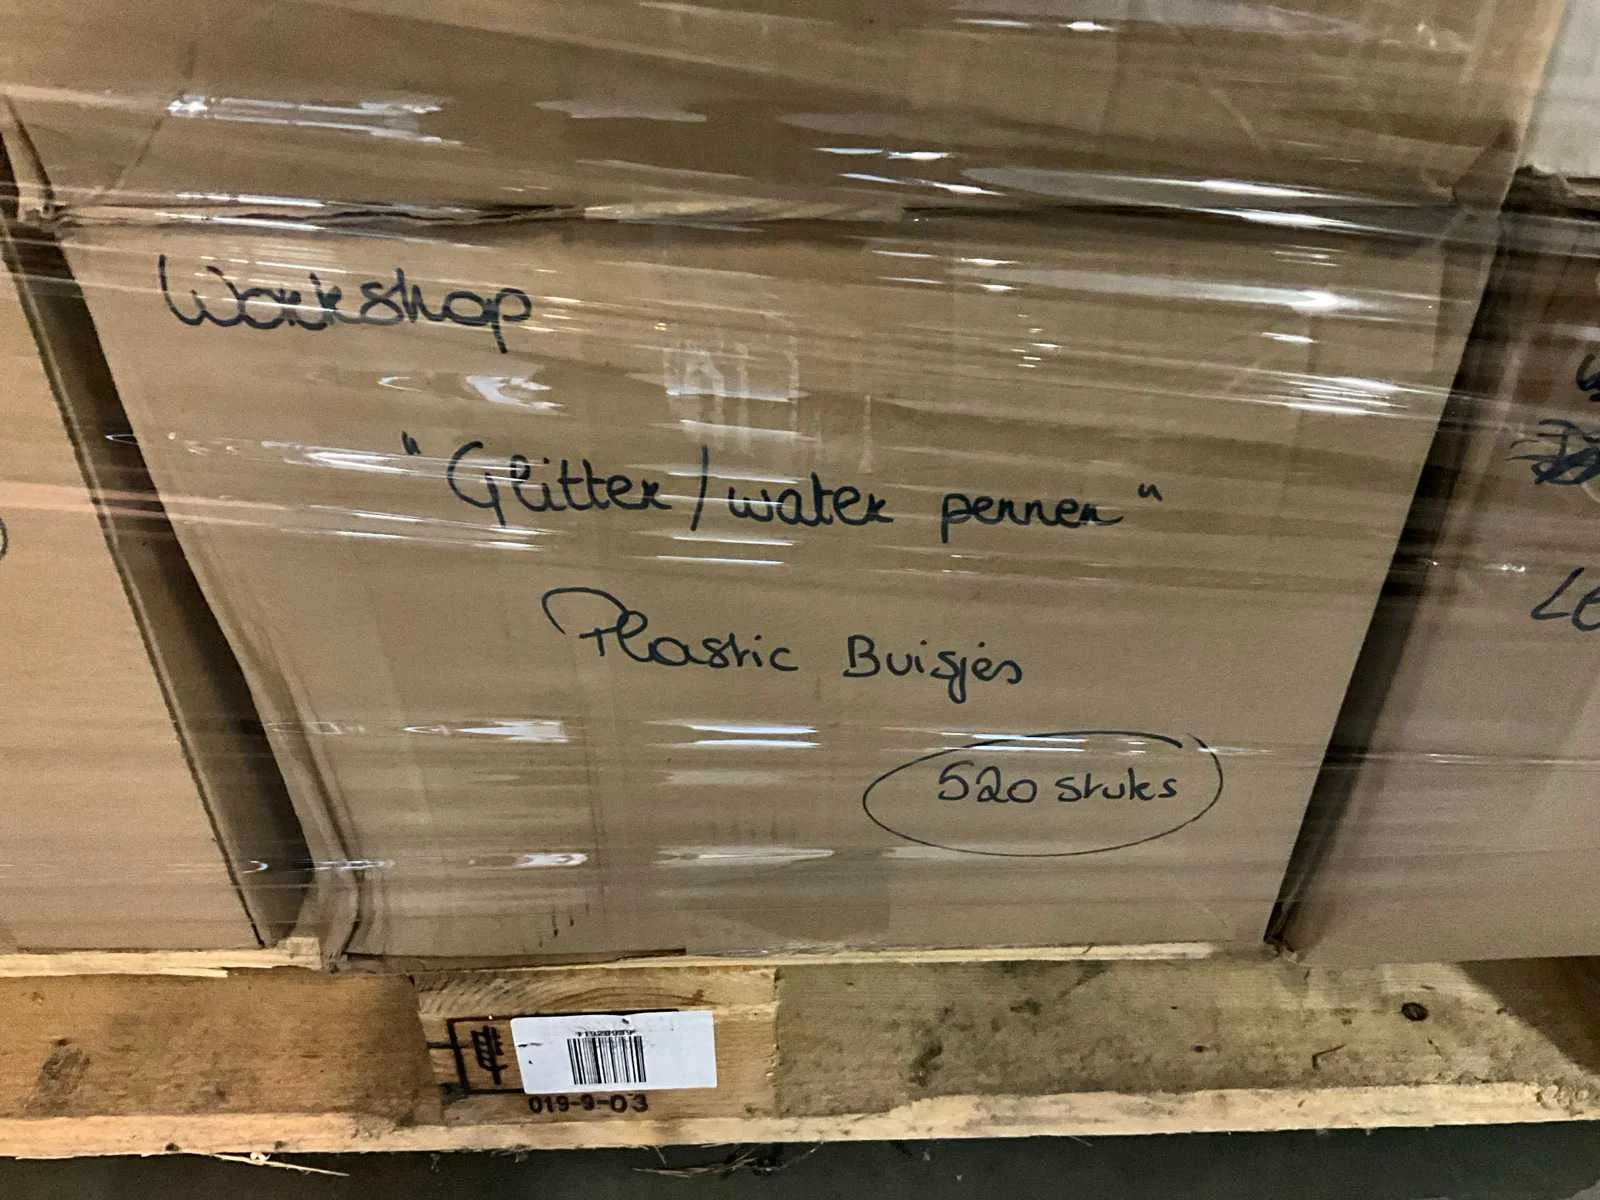 Workshop
"Glitter/water pennen"
Plastic Buisjes
520 stuks
019-9-03